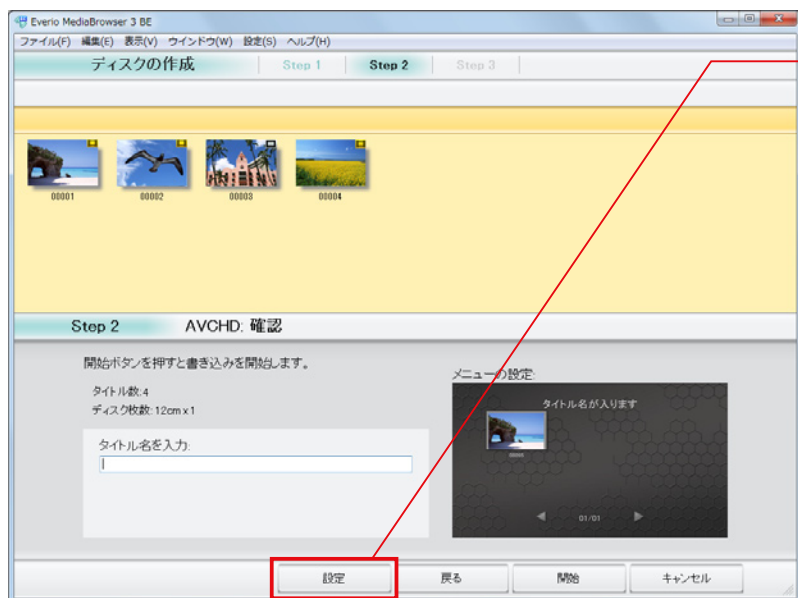 Everio MediaBrowser 3 BE
ファイル(F) 編集(E) 表示(V) ウインドウ(W) 設定(S) ヘルプ(H)
ディスクの作成 Step 1 Step 2 Step 3
00001 00002 00003 00004
Step 2 AVCHD: 確認
開始ボタンを押すと書き込みを開始します。
タイトル数:4
ディスク枚数: 12cm x 1
タイトル名を入力:
メニューの設定:
タイトル名が入ります
01/01
設定 戻る 開始 キャンセル